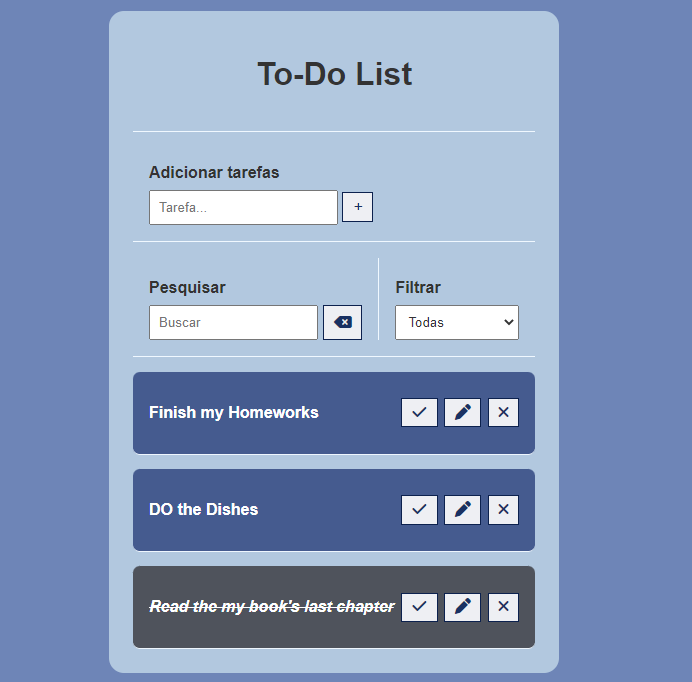 To-Do List
Adicionar tarefas
Tarefa...
+
Pesquisar
Filtrar
Buscar
Todas
Finish my Homeworks
DO the Dishes
Read the my book's last chapter